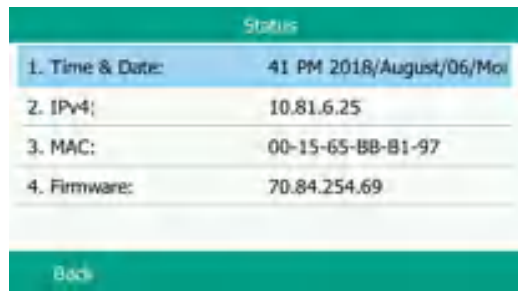 Status
1. Time & Date: 41 PM 2018/August/06/Mo
2. IPv4: 10.81.6.25
3. MAC: 00-15-65-BB-B1-97
4. Firmware: 70.84.254.69
Back